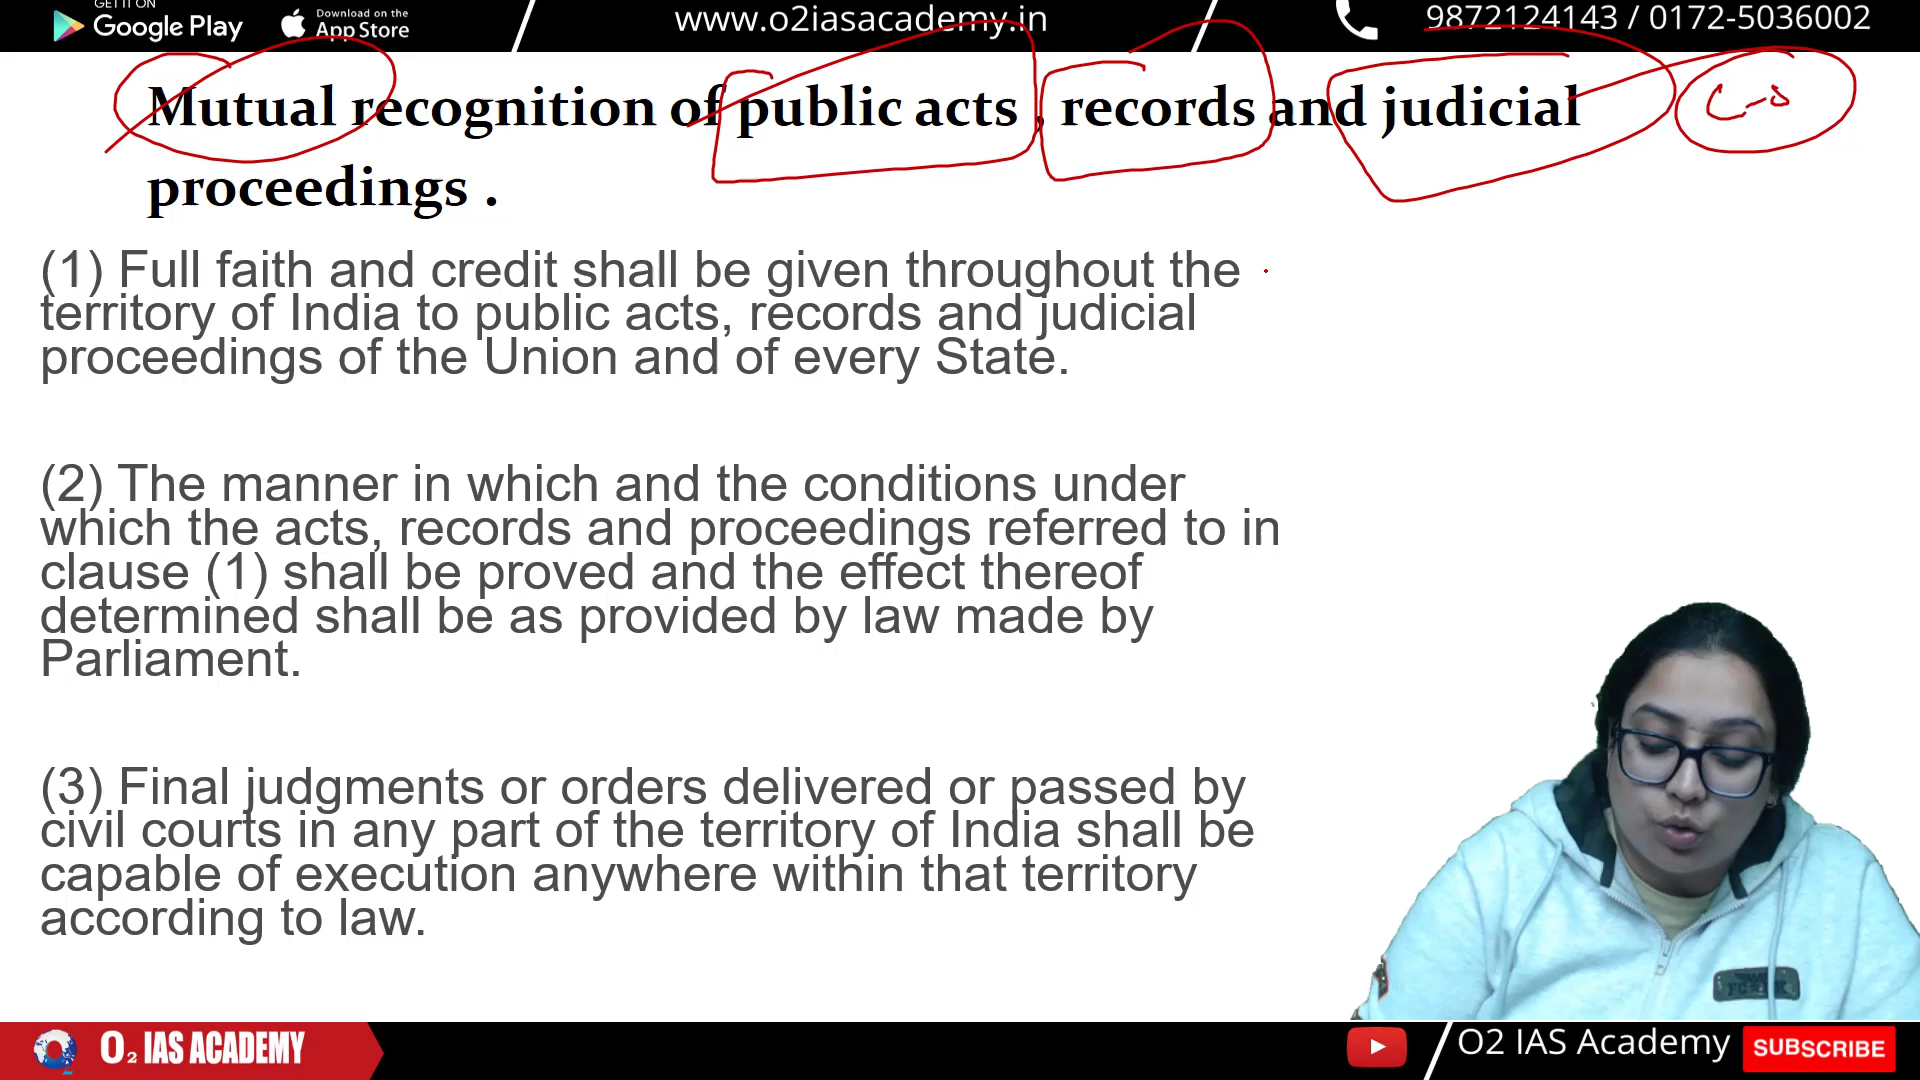 GET IT ON
Google Play
Download on the
App Store
www.o2iasacademy.in
9872124143 / 0172-5036002
Mutual recognition of public acts , records and judicial
proceedings .
(1) Full faith and credit shall be given throughout the
territory of India to public acts, records and judicial
proceedings of the Union and of every State.
(2) The manner in which and the conditions under
which the acts, records and proceedings referred to in
clause (1) shall be proved and the effect thereof
determined shall be as provided by law made by
Parliament.
(3) Final judgments or orders delivered or passed by
civil courts in any part of the territory of India shall be
capable of execution anywhere within that territory
according to law.
O2 IAS ACADEMY
O2 IAS Academy
SUBSCRIBE